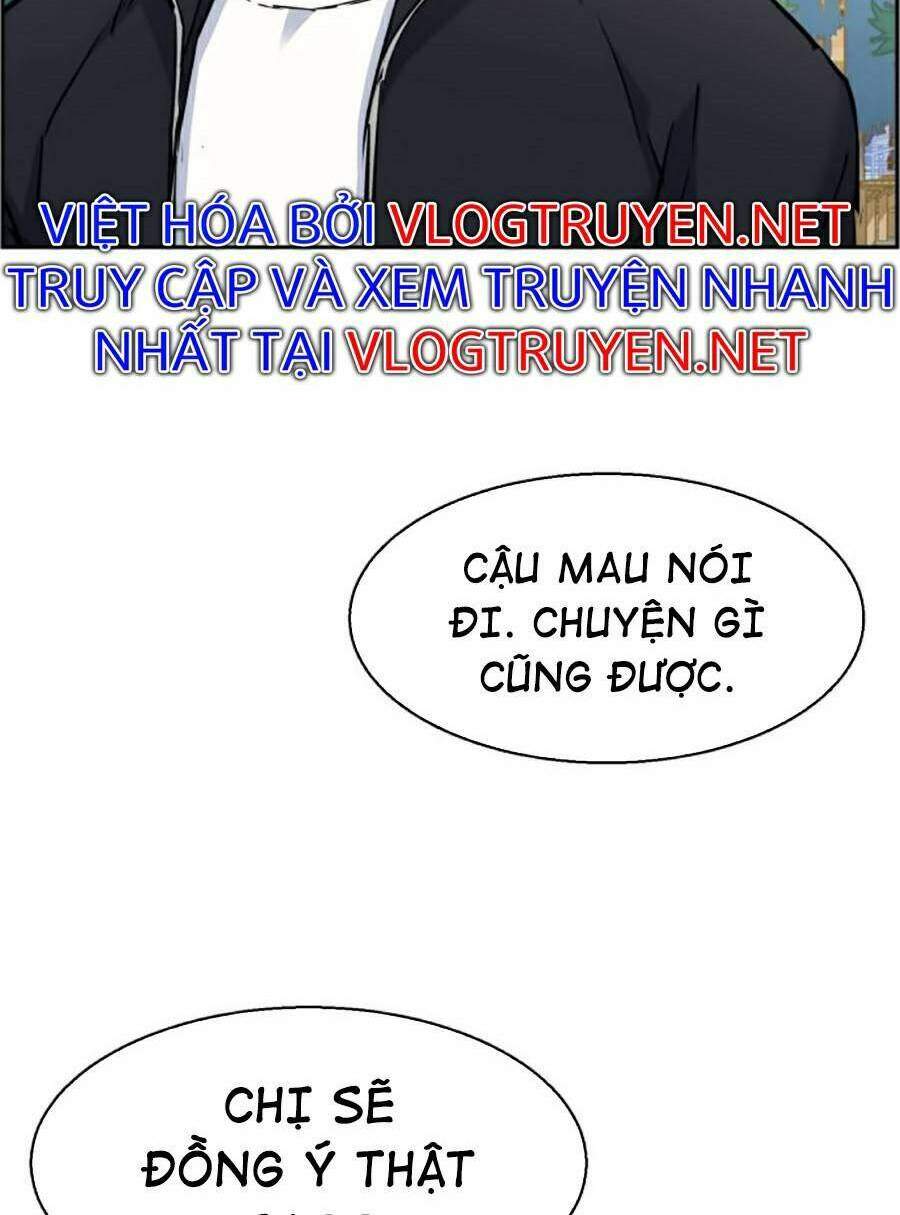 VIỆT HÓA BỞI VLOGTRUYEN.NET
TRUY CẬP VÀ XEM TRUYỆN NHANH
NHẤT TẠI VLOGTRUYEN.NET
CẬU MAU NÓI
ĐI. CHUYỆN GÌ
CŨNG ĐƯỢC.
CHỊ SẼ
ĐỒNG Ý THẬT